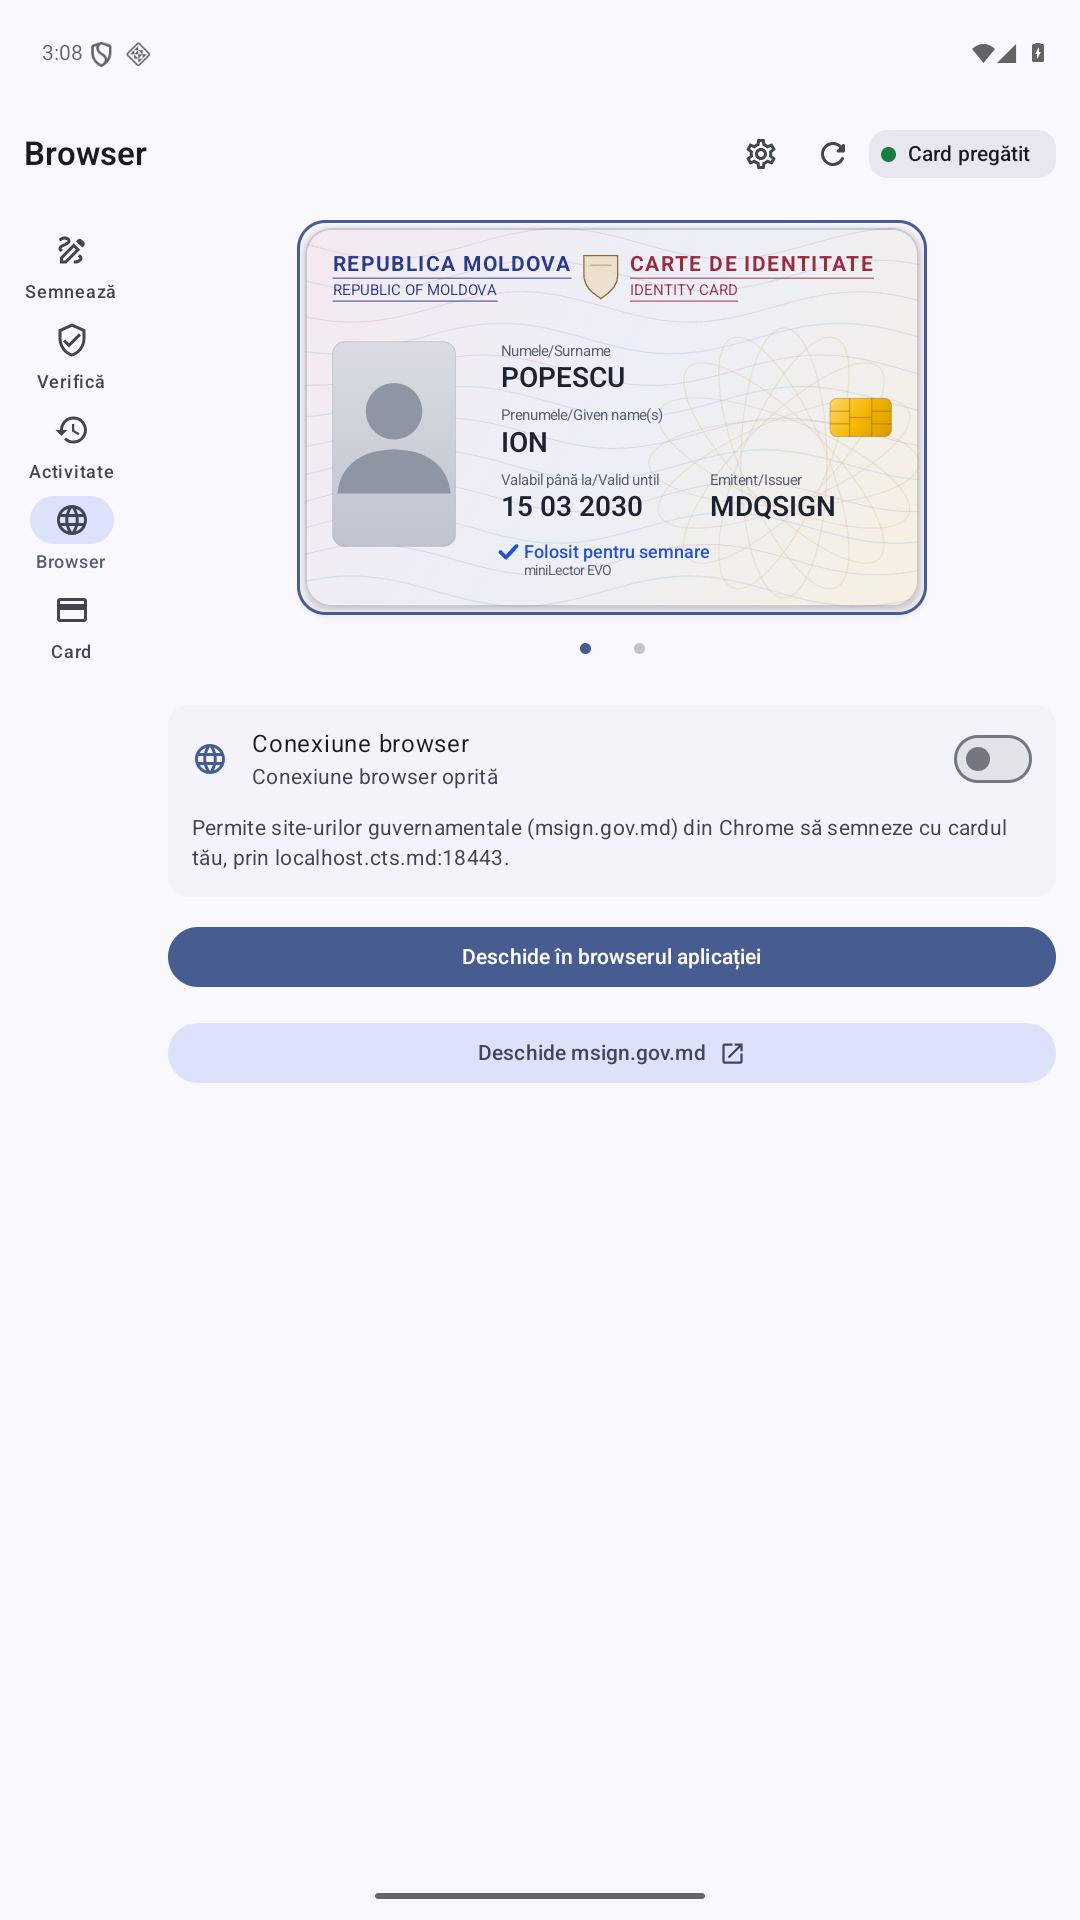 3:08
Browser
Card pregătit
Semnează
Verifică
Activitate
Browser
Card
REPUBLICA MOLDOVA
REPUBLIC OF MOLDOVA
CARTE DE IDENTITATE
IDENTITY CARD
Numele/Surname
POPESCU
Prenumele/Given name(s)
ION
Valabil până la/Valid until
15 03 2030
Emitent/Issuer
MDQSIGN
Folosit pentru semnare
miniLector EVO
Conexiune browser
Conexiune browser oprită
Permite site-urilor guvernamentale (msign.gov.md) din Chrome să semneze cu cardul
tău, prin localhost.cts.md:18443.
Deschide în browserul aplicației
Deschide msign.gov.md